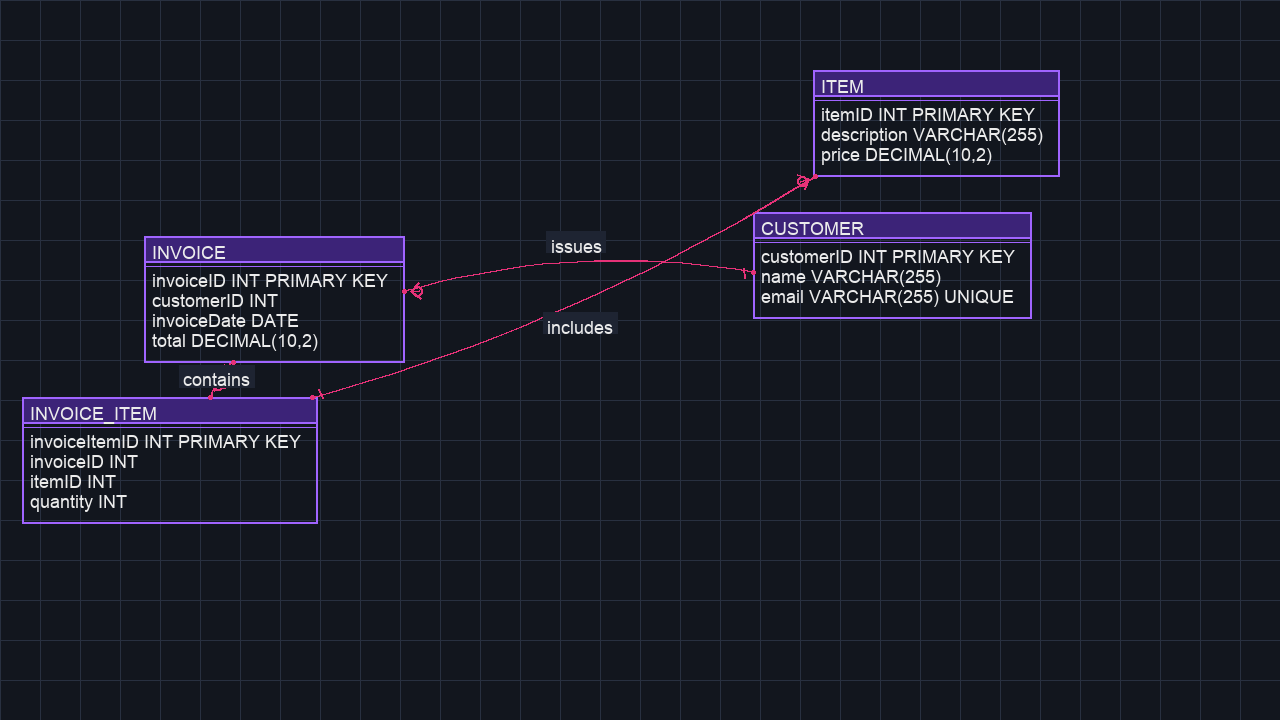 ITEM
itemID INT PRIMARY KEY
description VARCHAR(255)
price DECIMAL(10,2)
CUSTOMER
customerID INT PRIMARY KEY
name VARCHAR(255)
email VARCHAR(255) UNIQUE
issues
INVOICE
invoiceID INT PRIMARY KEY
customerID INT
invoiceDate DATE
total DECIMAL(10,2)
includes
contains
INVOICE_ITEM
invoiceItemID INT PRIMARY KEY
invoiceID INT
itemID INT
quantity INT